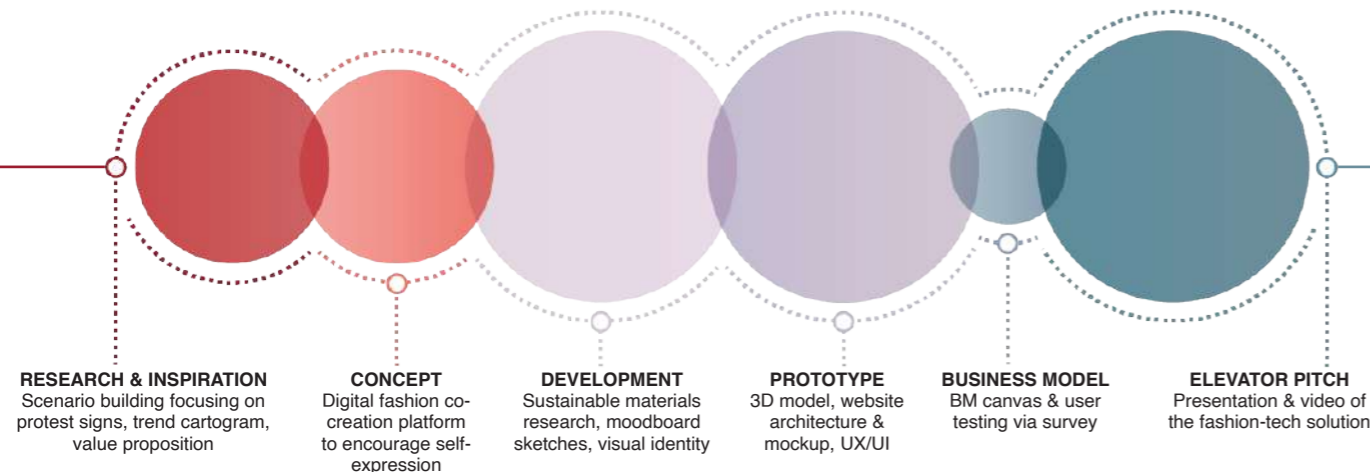 RESEARCH & INSPIRATION
Scenario building focusing on
protest signs, trend cartogram,
value proposition
CONCEPT
Digital fashion co-
creation platform
to encourage self-
expression
DEVELOPMENT
Sustainable materials
research, moodboard
sketches, visual identity
PROTOTYPE
3D model, website
architecture &
mockup, UX/UI
BUSINESS MODEL
BM canvas & user
testing via survey
ELEVATOR PITCH
Presentation & video of
the fashion-tech solution